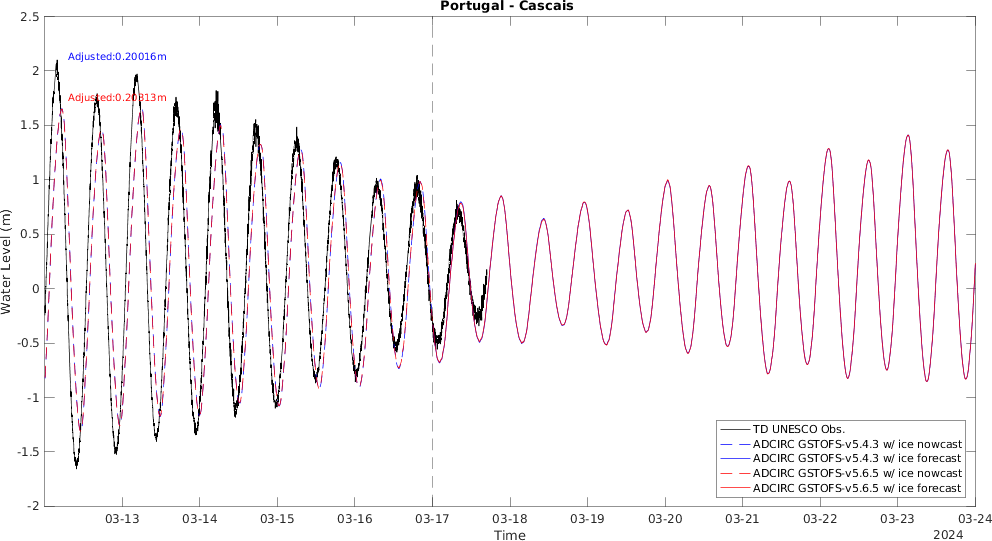 Portugal - Cascais
2.5
2
1.5
1
0.5
0
-0.5
-1
-1.5
-2
Water Level (m)
Adjusted:0.20016m
Adjusted:0.20313m
TD UNESCO Obs.
ADCIRC GSTOFS-v5.4.3 w/ ice nowcast
ADCIRC GSTOFS-v5.4.3 w/ ice forecast
ADCIRC GSTOFS-v5.6.5 w/ ice nowcast
ADCIRC GSTOFS-v5.6.5 w/ ice forecast
03-13 03-14 03-15 03-16 03-17 03-18 03-19 03-20 03-21 03-22 03-23 03-24
Time
2024